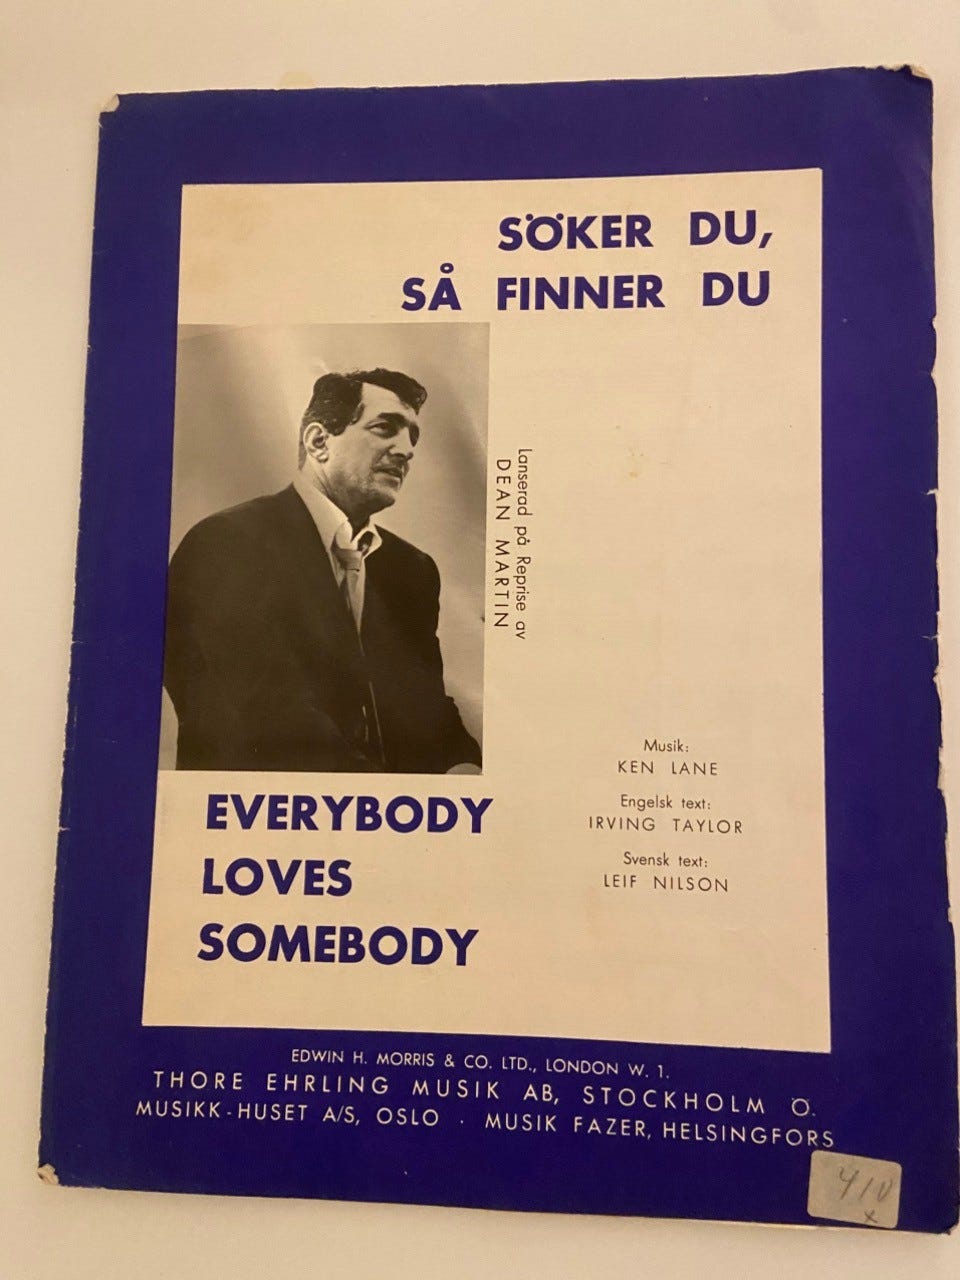 SÖKER DU,
SÅ FINNER DU
Lanserad på Reprise av
DEAN MARTIN
Musik:
KEN LANE
Engelsk text:
IRVING TAYLOR
Svensk text:
LEIF NILSON
EVERYBODY
LOVES
SOMEBODY
EDWIN H. MORRIS & CO. LTD., LONDON W. 1.
THORE EHRLING MUSIK AB, STOCKHOLM Ö.
MUSIKK-HUSET A/S, OSLO · MUSIK FAZER, HELSINGFORS